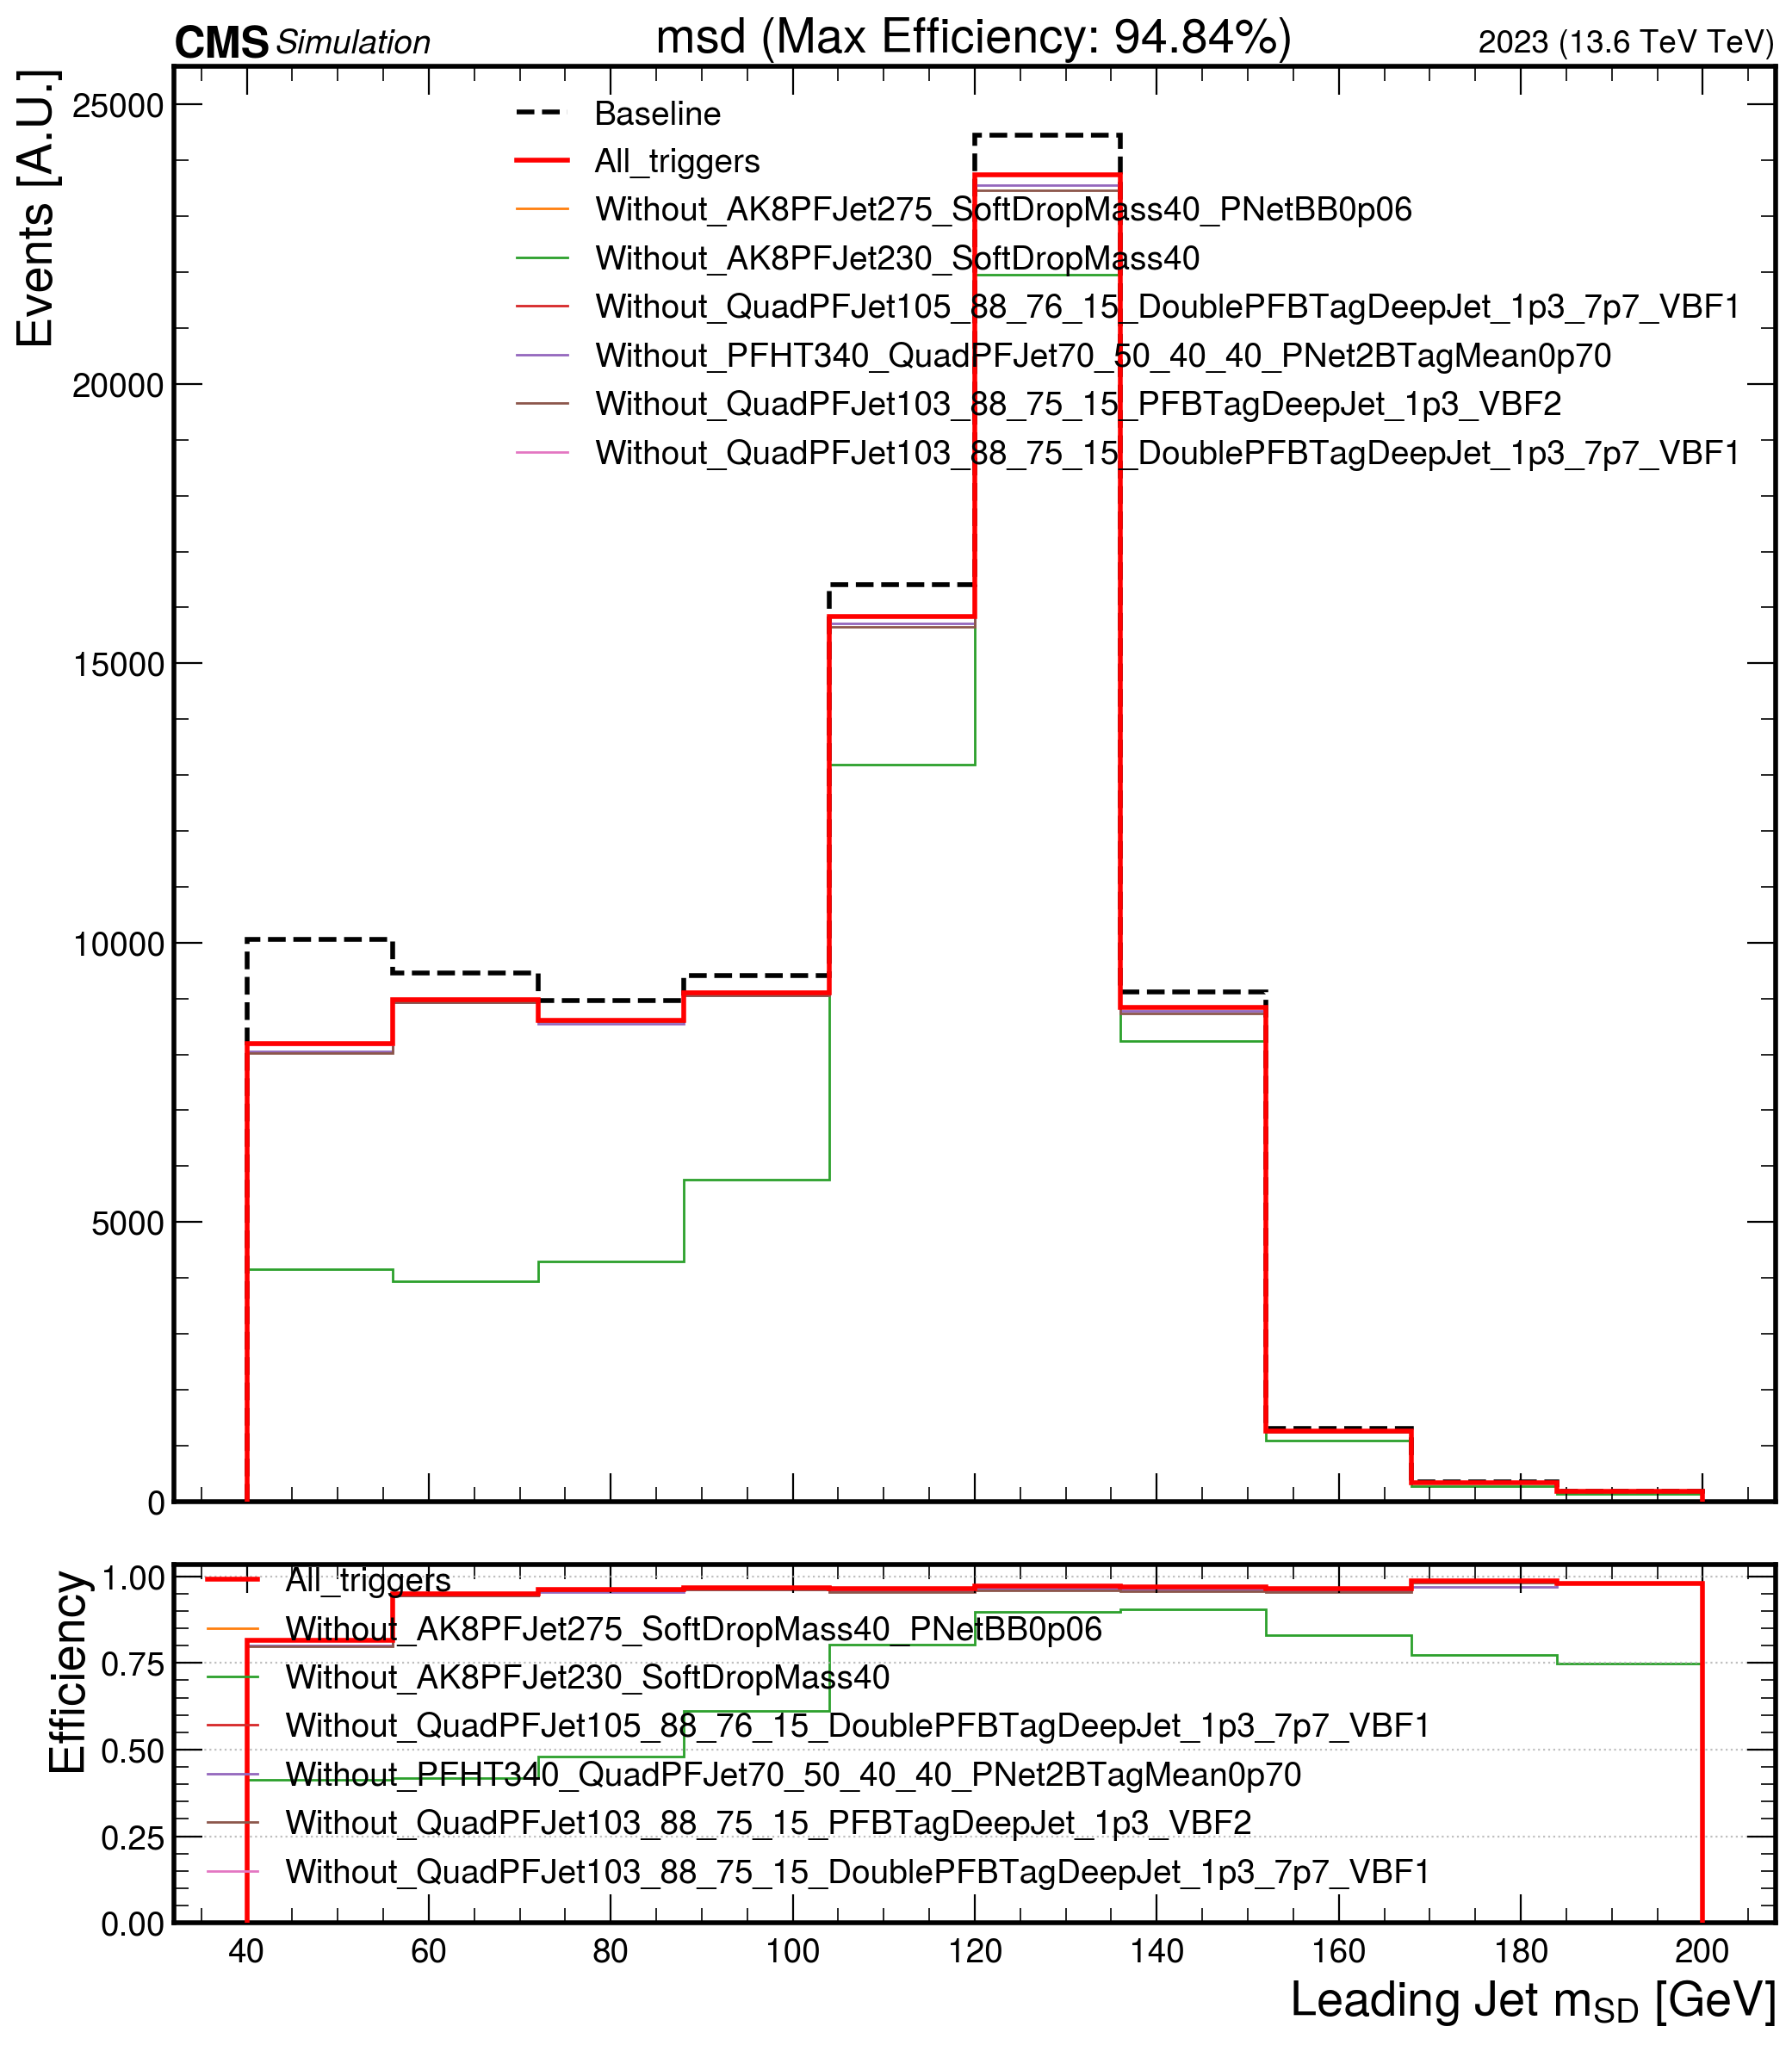 CMS Simulation msd (Max Efficiency: 94.84%) 2023 (13.6 TeV TeV)
Events [A.U.]
25000
20000
15000
10000
5000
0
Baseline
All_triggers
Without_AK8PFJet275_SoftDropMass40_PNetBB0p06
Without_AK8PFJet230_SoftDropMass40
Without_QuadPFJet105_88_76_15_DoublePFBTagDeepJet_1p3_7p7_VBF1
Without_PFHT340_QuadPFJet70_50_40_40_PNet2BTagMean0p70
Without_QuadPFJet103_88_75_15_PFBTagDeepJet_1p3_VBF2
Without_QuadPFJet103_88_75_15_DoublePFBTagDeepJet_1p3_7p7_VBF1
Efficiency
1.00
0.75
0.50
0.25
0.00
All_triggers
Without_AK8PFJet275_SoftDropMass40_PNetBB0p06
Without_AK8PFJet230_SoftDropMass40
Without_QuadPFJet105_88_76_15_DoublePFBTagDeepJet_1p3_7p7_VBF1
Without_PFHT340_QuadPFJet70_50_40_40_PNet2BTagMean0p70
Without_QuadPFJet103_88_75_15_PFBTagDeepJet_1p3_VBF2
Without_QuadPFJet103_88_75_15_DoublePFBTagDeepJet_1p3_7p7_VBF1
40 60 80 100 120 140 160 180 200
Leading Jet m_SD [GeV]